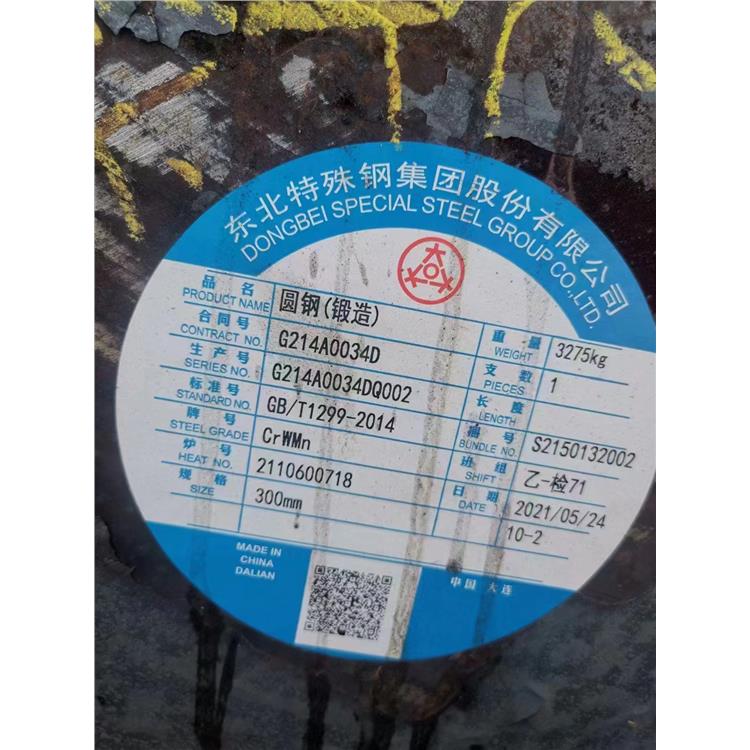 东北特殊钢集团股份有限公司
DONGBEI SPECIAL STEEL GROUP CO.,LTD.
品 名 PRODUCT NAME 圆钢(锻造)
重 量 WEIGHT 3275kg
合同号 CONTRACT NO. G214A0034D
支 数 PIECES 1
生产号 SERIES NO. G214A0034DQ002
长 度 LENGTH
标准号 STANDARD NO. GB/T1299-2014
捆 号 BUNDLE NO. S2150132002
牌 号 STEEL GRADE CrWMn
班 组 SHIFT 乙-检71
炉 号 HEAT NO. 2110600718
日 期 DATE 2021/05/24
规 格 SIZE 300mm
10-2
MADE IN
CHINA
DALIAN
中国 大连